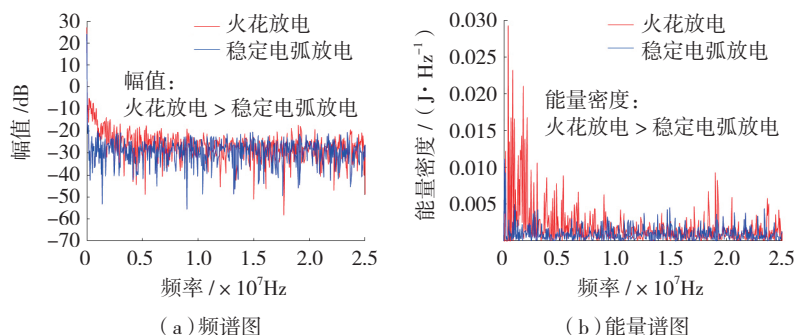 火花放电
稳定电弧放电
幅值:
火花放电 > 稳定电弧放电
幅值 /dB
30
20
10
0
-10
-20
-30
-40
-50
-60
-70
0
0.5
1.0
1.5
2.0
2.5
频率 / × 10⁷Hz
(a)频谱图
火花放电
稳定电弧放电
能量密度:
火花放电 > 稳定电弧放电
能量密度 / (J· Hz⁻¹)
0.030
0.025
0.020
0.015
0.010
0.005
0
0.5
1.0
1.5
2.0
2.5
频率 / × 10⁷Hz
(b)能量谱图